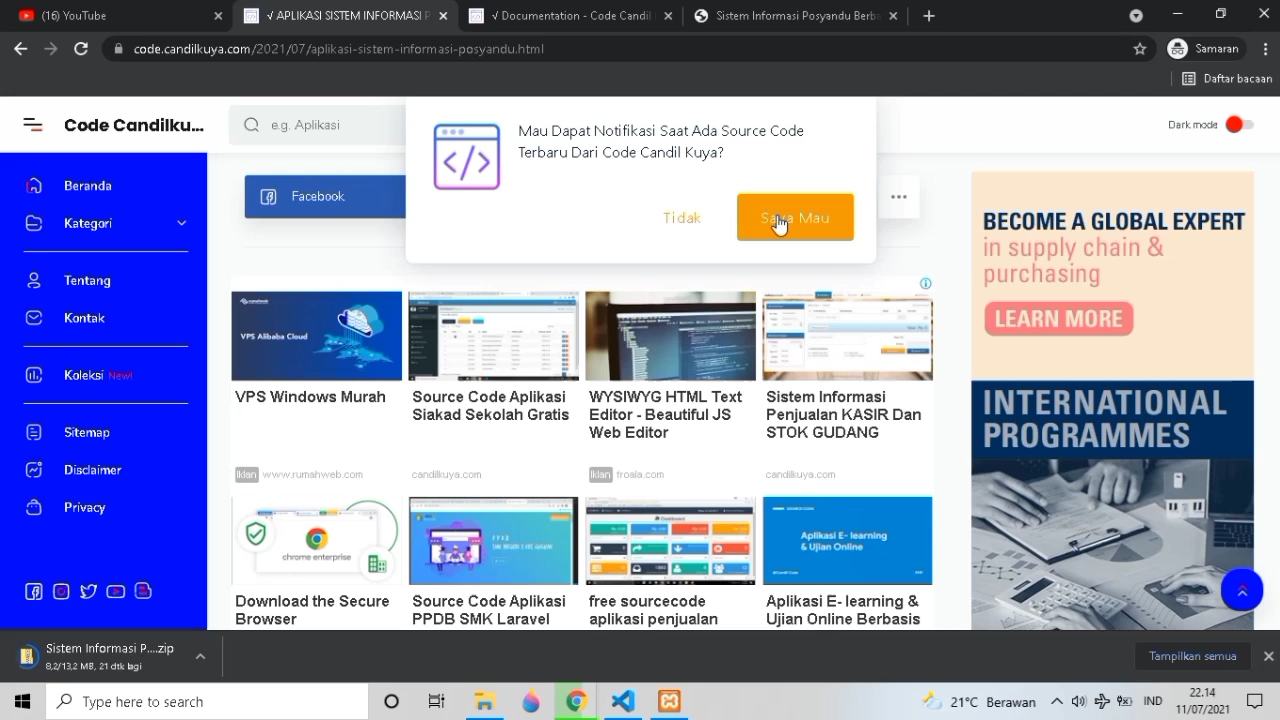 (16) YouTube
√ APLIKASI SISTEM INFORMASI P
√ Documentation - Code Candil
Sistem Informasi Posyandu Berba
code.candilkuya.com/2021/07/aplikasi-sistem-informasi-posyandu.html
Samaran
Daftar bacaan
Code Candilku...
e.g. Aplikasi
Mau Dapat Notifikasi Saat Ada Source Code
Terbaru Dari Code Candil Kuya?
Tidak
Saya Mau
Dark mode
Beranda
Kategori
Tentang
Kontak
Koleksi New!
Sitemap
Disclaimer
Privacy
Facebook
BECOME A GLOBAL EXPERT
in supply chain &
purchasing
LEARN MORE
INTERNATIONAL
PROGRAMMES
VPS Alibaba Cloud
VPS Windows Murah
Iklan www.rumahweb.com
Source Code Aplikasi
Siakad Sekolah Gratis
candilkuya.com
WYSIWYG HTML Text
Editor - Beautiful JS
Web Editor
Iklan froala.com
Sistem Informasi
Penjualan KASIR Dan
STOK GUDANG
candilkuya.com
chrome enterprise
Download the Secure
Browser
Source Code Aplikasi
PPDB SMK Laravel
Dashboard
free sourcecode
aplikasi penjualan
Aplikasi E- learning
& Ujian Online
Aplikasi E- learning &
Ujian Online Berbasis
Sistem Informasi P....zip
8,2/13,2 MB, 21 dtk lagi
Tampilkan semua
Type here to search
21°C Berawan
IND
22.14
11/07/2021